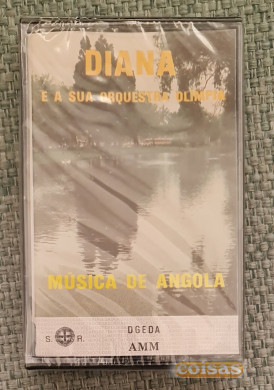 DIANA
E A SUA ORQUESTRA OLIMPIA
MÚSICA DE ANGOLA
DGEDA
S. R.
AMM
coisas